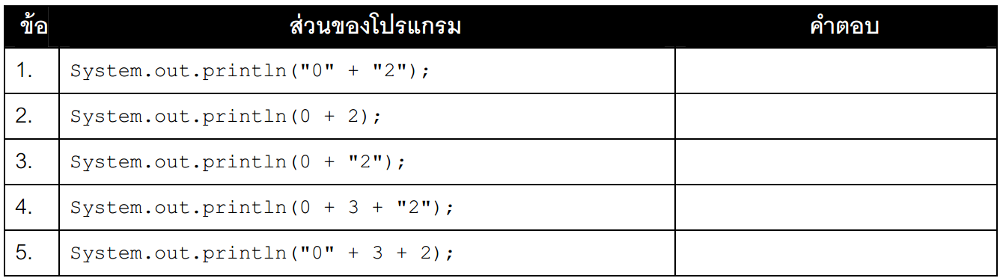 ข้อ ส่วนของโปรแกรม คำตอบ
1. System.out.println("0" + "2");
2. System.out.println(0 + 2);
3. System.out.println(0 + "2");
4. System.out.println(0 + 3 + "2");
5. System.out.println("0" + 3 + 2);